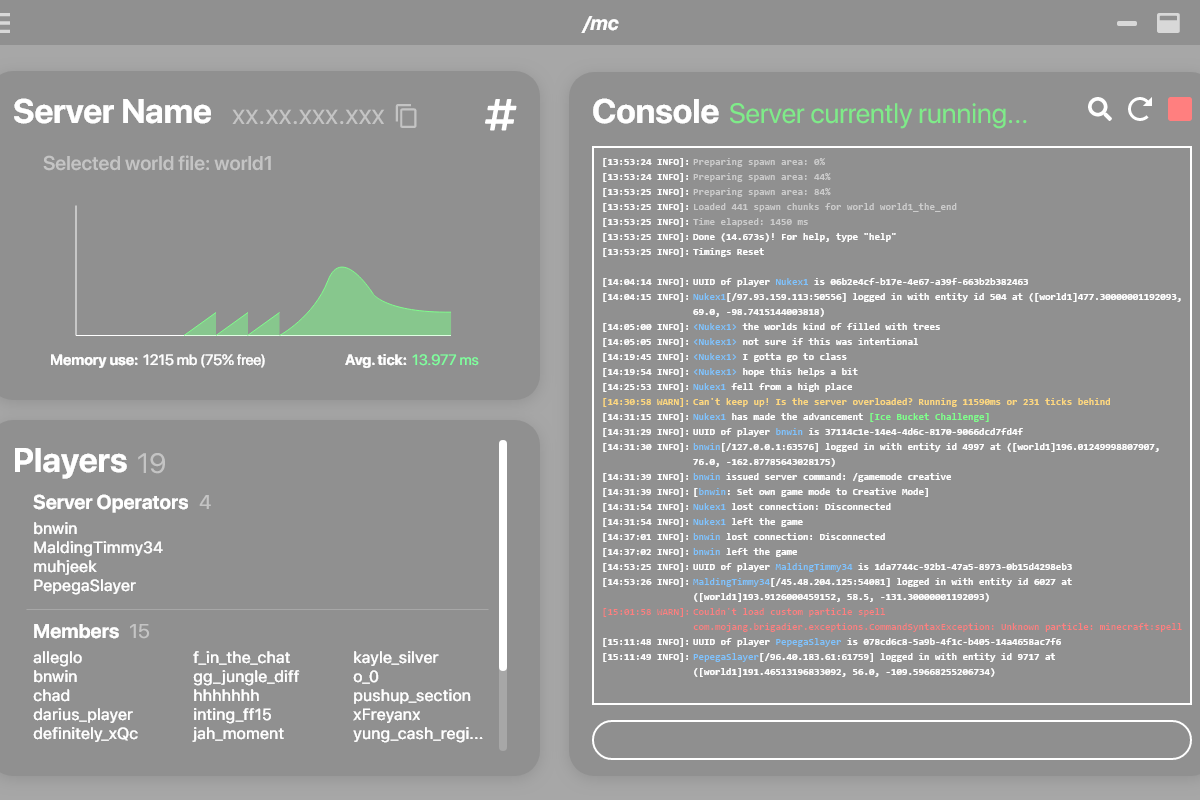 /mc
Server Name xx.xx.xxx.xxx #
Selected world file: world1
Memory use: 1215 mb (75% free) Avg. tick: 13.977 ms
Players 19
Server Operators 4
bnwin
MaldingTimmy34
muhjeek
PepegaSlayer
Members 15
alleglo f_in_the_chat kayle_silver
bnwin gg_jungle_diff o_0
chad hhhhhhh pushup_section
darius_player inting_ff15 xFreyanx
definitely_xQc jah_moment yung_cash_regi...
Console Server currently running...
[13:53:24 INFO]: Preparing spawn area: 0%
[13:53:24 INFO]: Preparing spawn area: 44%
[13:53:25 INFO]: Preparing spawn area: 84%
[13:53:25 INFO]: Loaded 441 spawn chunks for world world1_the_end
[13:53:25 INFO]: Time elapsed: 1450 ms
[13:53:25 INFO]: Done (14.673s)! For help, type "help"
[13:53:25 INFO]: Timings Reset
[14:04:14 INFO]: UUID of player Nukex1 is 06b2e4cf-b17e-4e67-a39f-663b2b382463
[14:04:15 INFO]: Nukex1[/97.93.159.113:50556] logged in with entity id 504 at ([world1]477.30000001192093,
69.0, -98.7415144003818)
[14:05:00 INFO]: <Nukex1> the worlds kind of filled with trees
[14:05:05 INFO]: <Nukex1> not sure if this was intentional
[14:19:45 INFO]: <Nukex1> I gotta go to class
[14:19:54 INFO]: <Nukex1> hope this helps a bit
[14:25:53 INFO]: Nukex1 fell from a high place
[14:30:58 WARN]: Can't keep up! Is the server overloaded? Running 11590ms or 231 ticks behind
[14:31:15 INFO]: Nukex1 has made the advancement [Ice Bucket Challenge]
[14:31:29 INFO]: UUID of player bnwin is 37114c1e-14e4-4d6c-8170-9066dcd7fd4f
[14:31:30 INFO]: bnwin[/127.0.0.1:63576] logged in with entity id 4997 at ([world1]196.01249998807907,
76.0, -162.87785643028175)
[14:31:39 INFO]: bnwin issued server command: /gamemode creative
[14:31:39 INFO]: [bnwin: Set own game mode to Creative Mode]
[14:31:54 INFO]: Nukex1 lost connection: Disconnected
[14:31:54 INFO]: Nukex1 left the game
[14:37:01 INFO]: bnwin lost connection: Disconnected
[14:37:02 INFO]: bnwin left the game
[14:53:25 INFO]: UUID of player MaldingTimmy34 is 1da7744c-92b1-47a5-8973-0b15d4298eb3
[14:53:26 INFO]: MaldingTimmy34[/45.48.204.125:54081] logged in with entity id 6027 at
([world1]193.9126000459152, 58.5, -131.30000001192093)
[15:01:58 WARN]: Couldn't load custom particle spell
com.mojang.brigadier.exceptions.CommandSyntaxException: Unknown particle: minecraft:spell
[15:11:48 INFO]: UUID of player PepegaSlayer is 078cd6c8-5a9b-4f1c-b405-14a4658ac7f6
[15:11:49 INFO]: PepegaSlayer[/96.40.183.61:61759] logged in with entity id 9717 at
([world1]191.46513196833092, 56.0, -109.59668255206734)